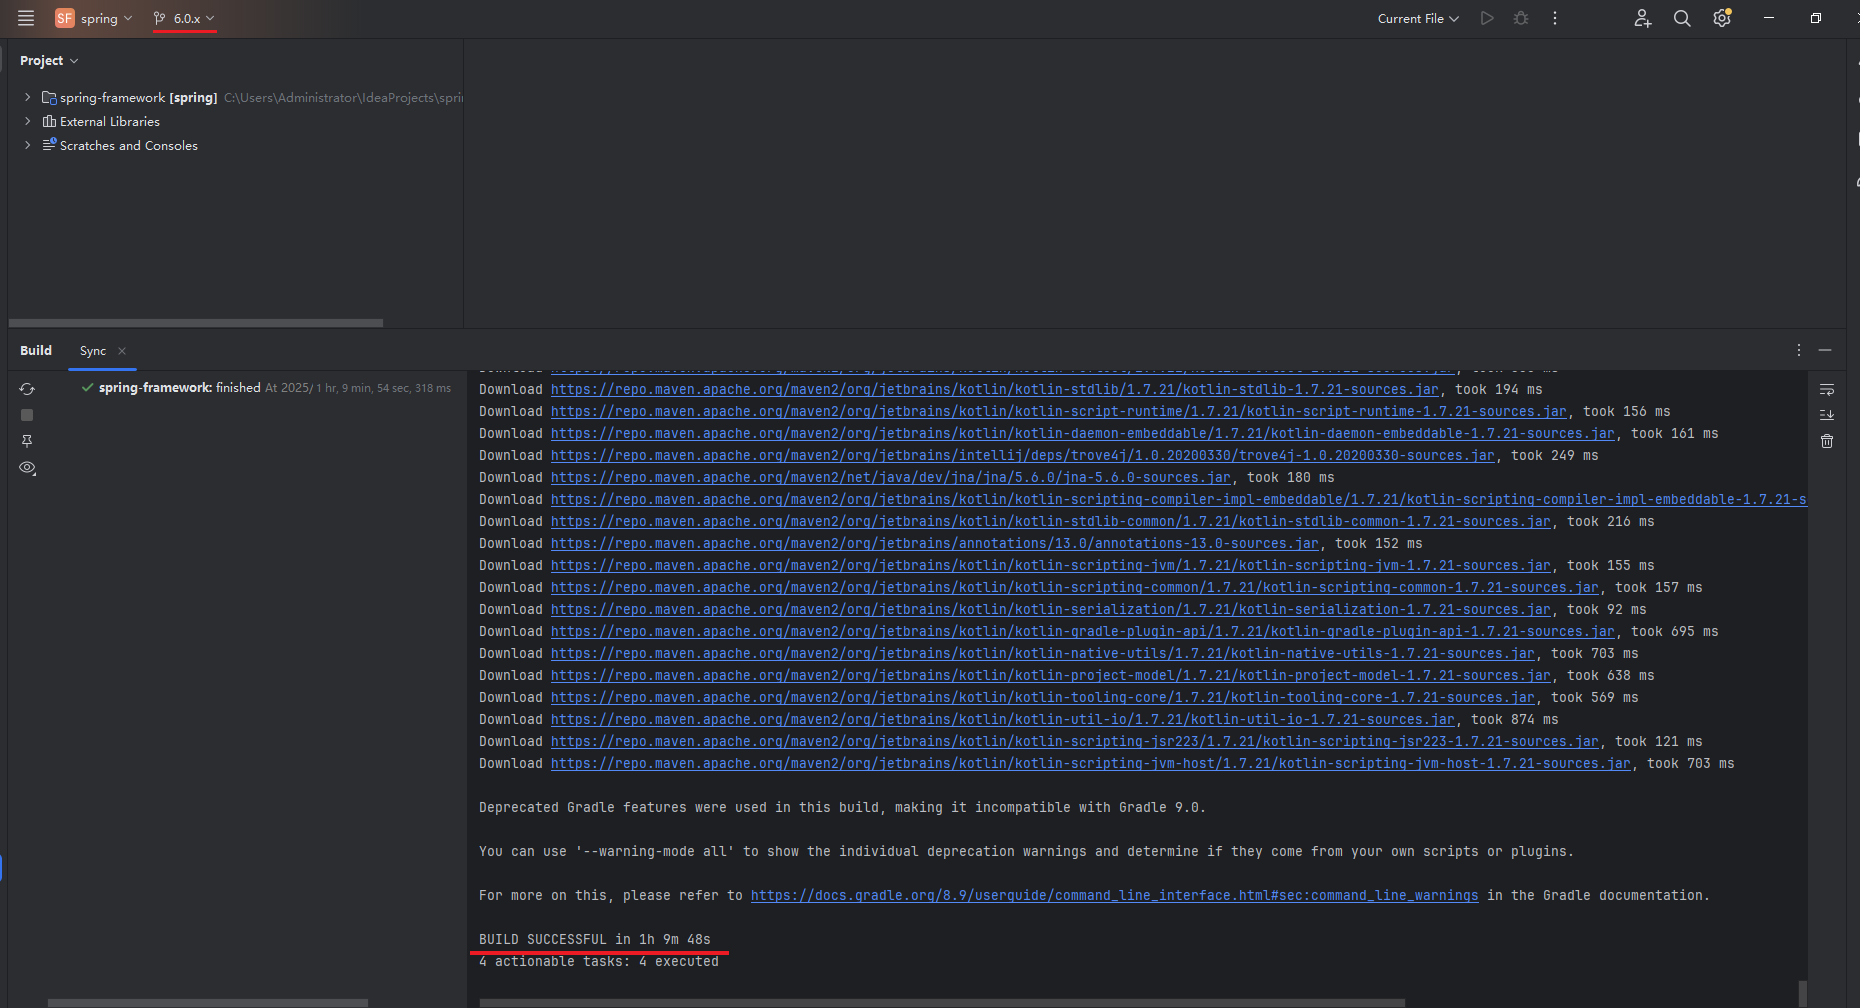 SF spring 6.0.x Current File
Project
spring-framework [spring] C:\Users\Administrator\IdeaProjects\spri
External Libraries
Scratches and Consoles
Build Sync
spring-framework: finished At 2025/ 1 hr, 9 min, 54 sec, 318 ms
Download https://repo.maven.apache.org/maven2/org/jetbrains/kotlin/kotlin-stdlib/1.7.21/kotlin-stdlib-1.7.21-sources.jar, took 194 ms
Download https://repo.maven.apache.org/maven2/org/jetbrains/kotlin/kotlin-script-runtime/1.7.21/kotlin-script-runtime-1.7.21-sources.jar, took 156 ms
Download https://repo.maven.apache.org/maven2/org/jetbrains/kotlin/kotlin-daemon-embeddable/1.7.21/kotlin-daemon-embeddable-1.7.21-sources.jar, took 161 ms
Download https://repo.maven.apache.org/maven2/org/jetbrains/intellij/deps/trove4j/1.0.20200330/trove4j-1.0.20200330-sources.jar, took 249 ms
Download https://repo.maven.apache.org/maven2/net/java/dev/jna/jna/5.6.0/jna-5.6.0-sources.jar, took 180 ms
Download https://repo.maven.apache.org/maven2/org/jetbrains/kotlin/kotlin-scripting-compiler-impl-embeddable/1.7.21/kotlin-scripting-compiler-impl-embeddable-1.7.21-s
Download https://repo.maven.apache.org/maven2/org/jetbrains/kotlin/kotlin-stdlib-common/1.7.21/kotlin-stdlib-common-1.7.21-sources.jar, took 216 ms
Download https://repo.maven.apache.org/maven2/org/jetbrains/annotations/13.0/annotations-13.0-sources.jar, took 152 ms
Download https://repo.maven.apache.org/maven2/org/jetbrains/kotlin/kotlin-scripting-jvm/1.7.21/kotlin-scripting-jvm-1.7.21-sources.jar, took 155 ms
Download https://repo.maven.apache.org/maven2/org/jetbrains/kotlin/kotlin-scripting-common/1.7.21/kotlin-scripting-common-1.7.21-sources.jar, took 157 ms
Download https://repo.maven.apache.org/maven2/org/jetbrains/kotlin/kotlin-serialization/1.7.21/kotlin-serialization-1.7.21-sources.jar, took 92 ms
Download https://repo.maven.apache.org/maven2/org/jetbrains/kotlin/kotlin-gradle-plugin-api/1.7.21/kotlin-gradle-plugin-api-1.7.21-sources.jar, took 695 ms
Download https://repo.maven.apache.org/maven2/org/jetbrains/kotlin/kotlin-native-utils/1.7.21/kotlin-native-utils-1.7.21-sources.jar, took 703 ms
Download https://repo.maven.apache.org/maven2/org/jetbrains/kotlin/kotlin-project-model/1.7.21/kotlin-project-model-1.7.21-sources.jar, took 638 ms
Download https://repo.maven.apache.org/maven2/org/jetbrains/kotlin/kotlin-tooling-core/1.7.21/kotlin-tooling-core-1.7.21-sources.jar, took 569 ms
Download https://repo.maven.apache.org/maven2/org/jetbrains/kotlin/kotlin-util-io/1.7.21/kotlin-util-io-1.7.21-sources.jar, took 874 ms
Download https://repo.maven.apache.org/maven2/org/jetbrains/kotlin/kotlin-scripting-jsr223/1.7.21/kotlin-scripting-jsr223-1.7.21-sources.jar, took 121 ms
Download https://repo.maven.apache.org/maven2/org/jetbrains/kotlin/kotlin-scripting-jvm-host/1.7.21/kotlin-scripting-jvm-host-1.7.21-sources.jar, took 703 ms
Deprecated Gradle features were used in this build, making it incompatible with Gradle 9.0.
You can use '--warning-mode all' to show the individual deprecation warnings and determine if they come from your own scripts or plugins.
For more on this, please refer to https://docs.gradle.org/8.9/userguide/command_line_interface.html#sec:command_line_warnings in the Gradle documentation.
BUILD SUCCESSFUL in 1h 9m 48s
4 actionable tasks: 4 executed